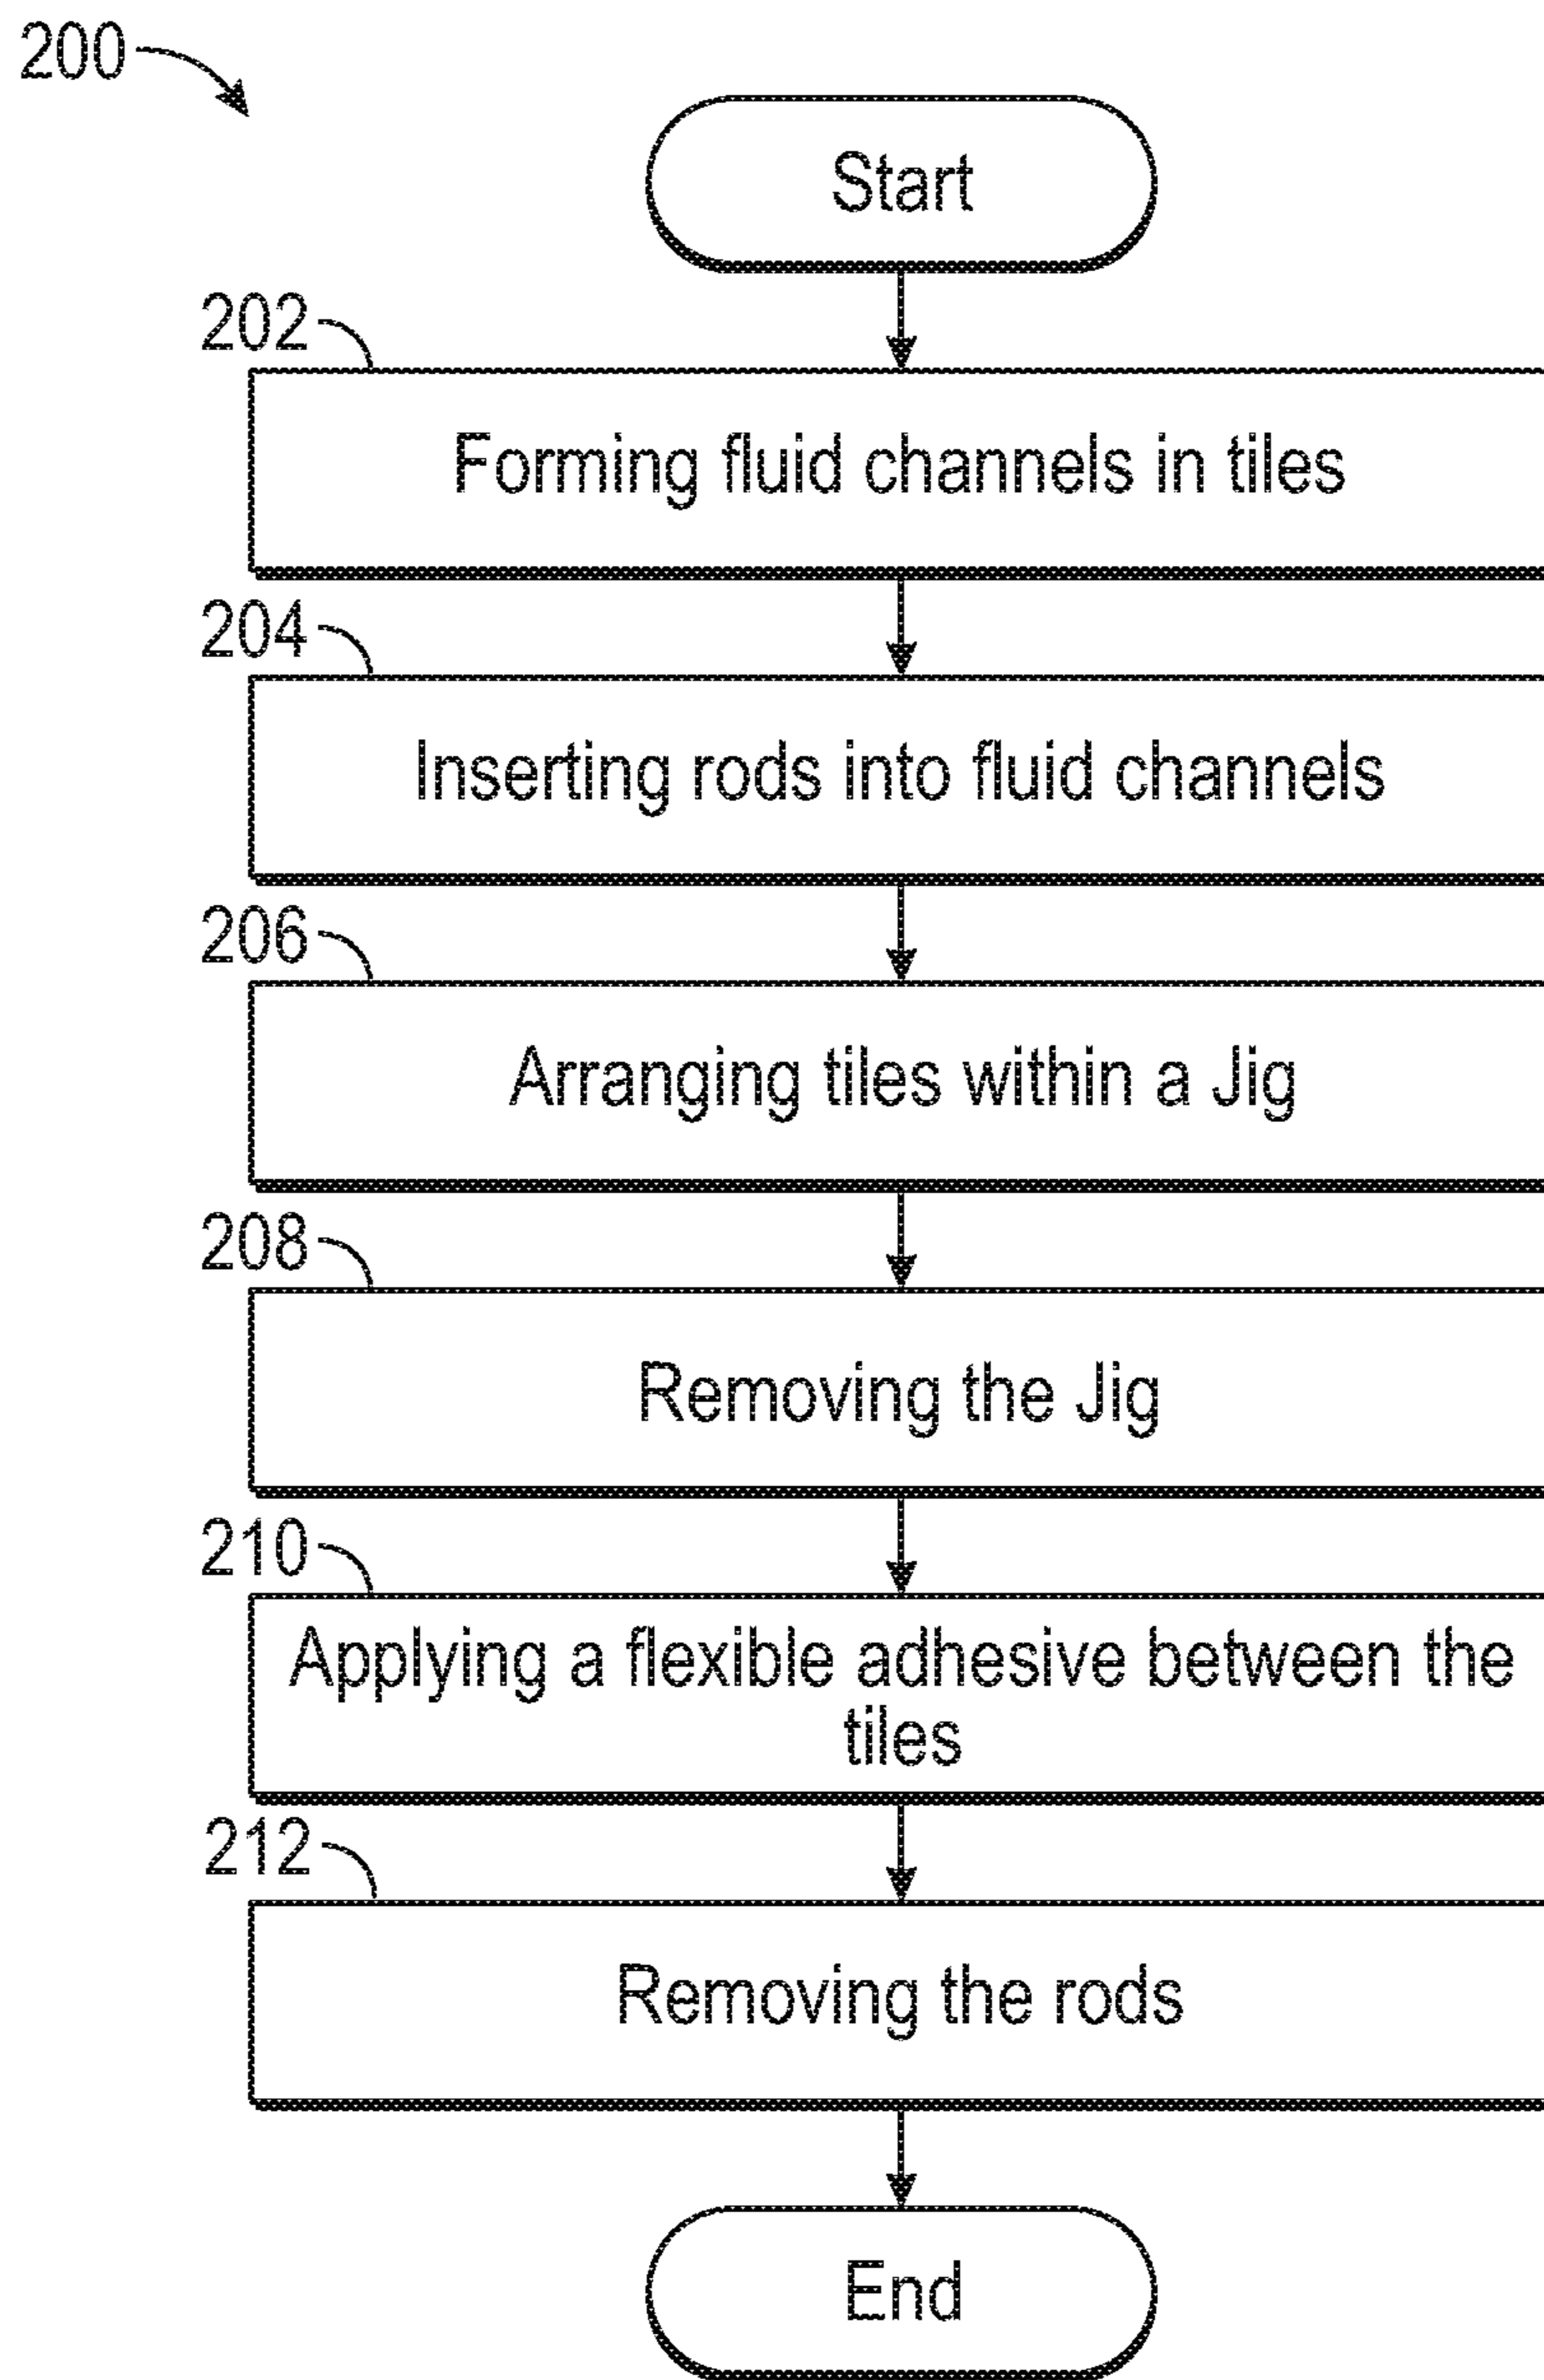 200
Start
202
Forming fluid channels in tiles
204
Inserting rods into fluid channels
206
Arranging tiles within a Jig
208
Removing the Jig
210
Applying a flexible adhesive between the
tiles
212
Removing the rods
End